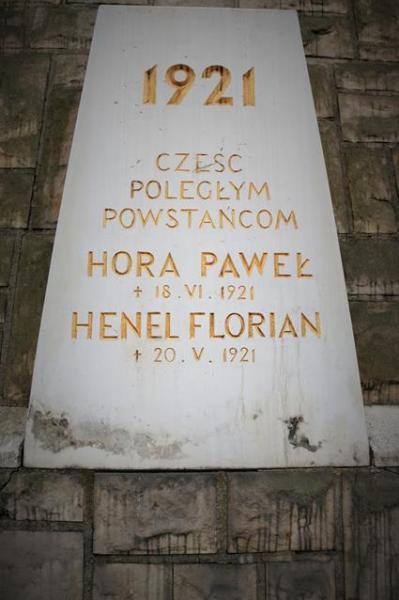 1921
CZEŚĆ
POLEGŁYM
POWSTAŃCOM
HORA PAWEŁ
+ 18.VI.1921
HENEL FLORIAN
+ 20.V.1921